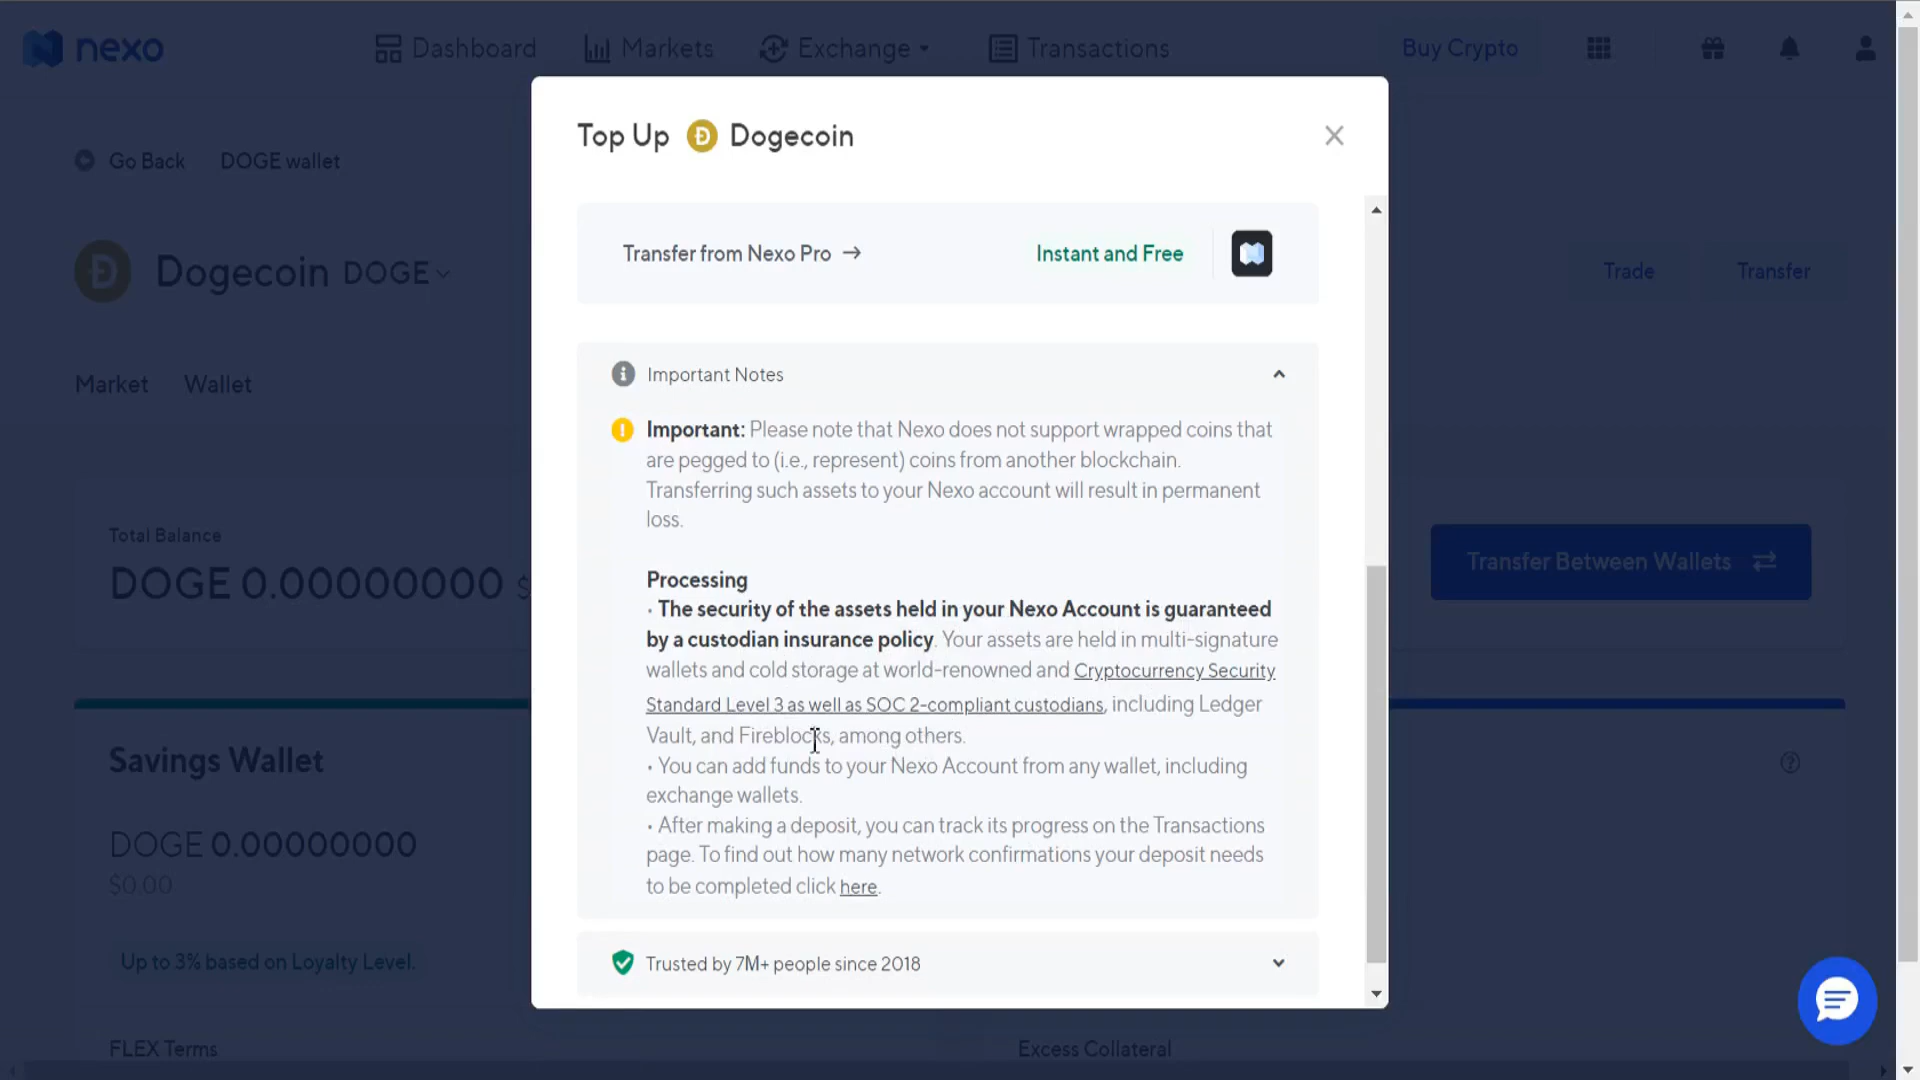 nexo
Dashboard
Markets
Exchange
Transactions
Buy Crypto
Go Back
DOGE wallet
Dogecoin DOGE
Trade
Transfer
Market
Wallet
Total Balance
DOGE 0.00000000 $
Transfer Between Wallets
Savings Wallet
DOGE 0.00000000
$0.00
Up to 3% based on Loyalty Level.
FLEX Terms
Excess Collateral
Top Up Dogecoin
Transfer from Nexo Pro → Instant and Free
Important Notes
Important: Please note that Nexo does not support wrapped coins that
are pegged to (i.e., represent) coins from another blockchain.
Transferring such assets to your Nexo account will result in permanent
loss.
Processing
· The security of the assets held in your Nexo Account is guaranteed
by a custodian insurance policy. Your assets are held in multi-signature
wallets and cold storage at world-renowned and Cryptocurrency Security
Standard Level 3 as well as SOC 2-compliant custodians, including Ledger
Vault, and Fireblocks, among others.
· You can add funds to your Nexo Account from any wallet, including
exchange wallets.
· After making a deposit, you can track its progress on the Transactions
page. To find out how many network confirmations your deposit needs
to be completed click here.
Trusted by 7M+ people since 2018